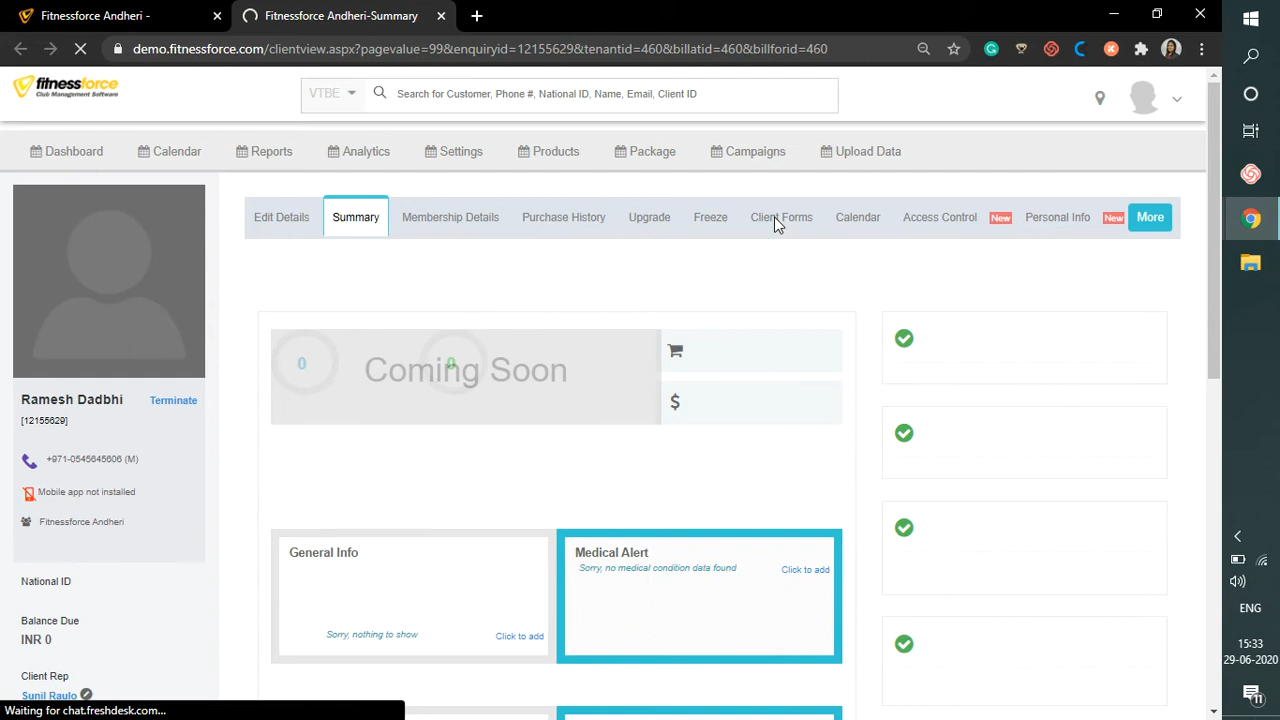 Fitnessforce Andheri -
Fitnessforce Andheri-Summary
demo.fitnessforce.com/clientview.aspx?pagevalue=99&enquiryid=12155629&tenantid=460&billatid=460&billforid=460
fitnessforce
Club Management Software
VTBE
Search for Customer, Phone #, National ID, Name, Email, Client ID
Dashboard Calendar Reports Analytics Settings Products Package Campaigns Upload Data
Edit Details Summary Membership Details Purchase History Upgrade Freeze Client Forms Calendar Access Control New Personal Info New More
0 0 Coming Soon
$
Ramesh Dadbhi Terminate
[12155629]
+971-0545645606 (M)
Mobile app not installed
Fitnessforce Andheri
National ID
Balance Due
INR 0
Client Rep
Sunil Raulo
General Info
Sorry, nothing to show Click to add
Medical Alert
Sorry, no medical condition data found Click to add
Waiting for chat.freshdesk.com...
ENG
15:33
29-06-2020
11